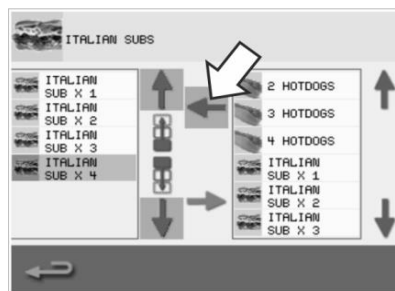 ITALIAN SUBS
ITALIAN
SUB X 1
ITALIAN
SUB X 2
ITALIAN
SUB X 3
ITALIAN
SUB X 4
2 HOTDOGS
3 HOTDOGS
4 HOTDOGS
ITALIAN
SUB X 1
ITALIAN
SUB X 2
ITALIAN
SUB X 3